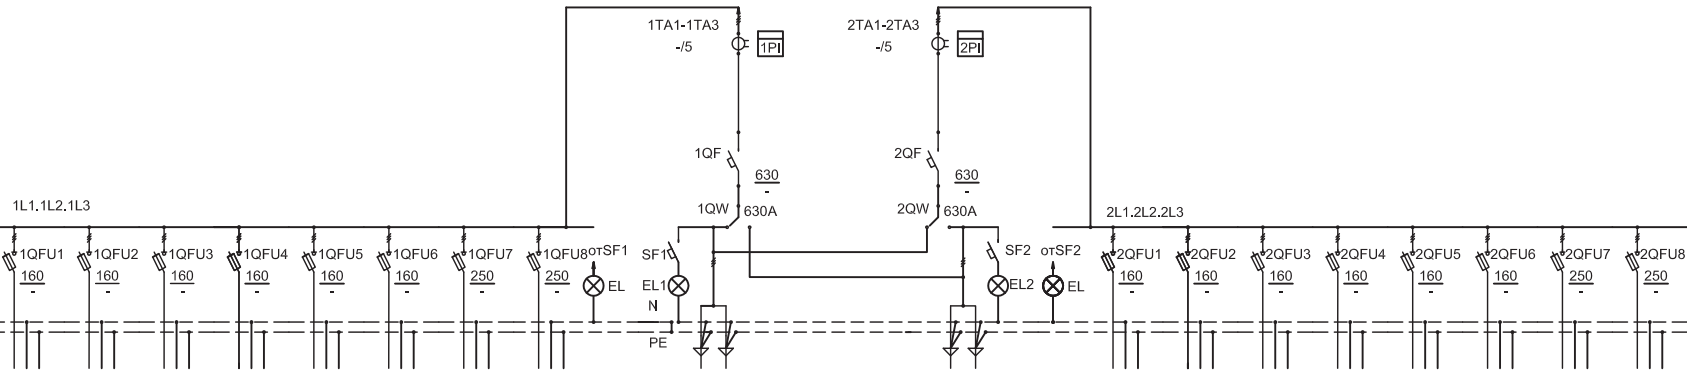 1TA1-1TA3
-/5
1PI
2TA1-2TA3
-/5
2PI
1QF
630
-
2QF
630
-
1L1.1L2.1L3
1QW
630A
2QW
630A
2L1.2L2.2L3
1QFU1
160
-
1QFU2
160
-
1QFU3
160
-
1QFU4
160
-
1QFU5
160
-
1QFU6
160
-
1QFU7
250
-
1QFU8
250
-
отSF1
EL
SF1
EL1
SF2
EL2
отSF2
EL
2QFU1
160
-
2QFU2
160
-
2QFU3
160
-
2QFU4
160
-
2QFU5
160
-
2QFU6
160
-
2QFU7
250
-
2QFU8
250
-
N
PE